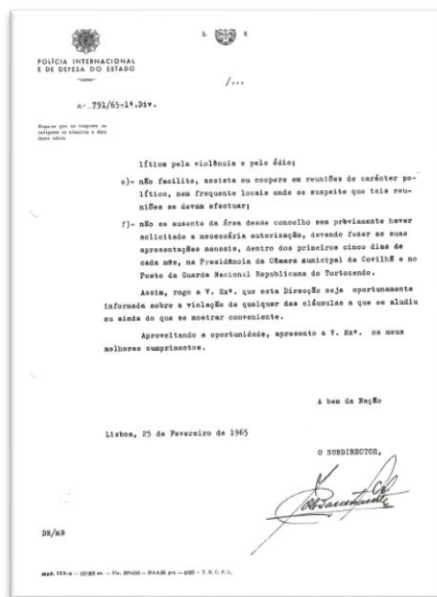 S. R.
POLÍCIA INTERNACIONAL
E DE DEFESA DO ESTADO
/...
N.º 791/65-1ª.Div.
lítica pela violência e pelo ódio;
e)- nÃo facilite, assista ou coopere em reuniões de carácter po-
lítico, nem frequente locais onde se suspeite que tais reu-
niões se devam efectuar;
f)- nÃo se ausente da área desse concelho sem prèviamente haver
solicitado a necessária autorizaçÃo, devendo fazer as suas
apresentações mensais, dentro dos primeiros cinco dias de
cada mês, na Presidência da Câmara Municipal da CovilhÃ e no
Posto da Guarda Nacional Republicana do Tortozendo.
Assim, rogo a V. Exª. que esta DirecçÃo seja oportunamente
informada sobre a violaçÃo de qualquer das cláusulas a que se aludiu
ou ainda do que se mostrar conveniente.
Aproveitando a oportunidade, apresento a V. Exª. os meus
melhores cumprimentos.
A bem da NaçÃo
Lisboa, 25 de Fevereiro de 1965
O SUBDIRECTOR,
DB/MB